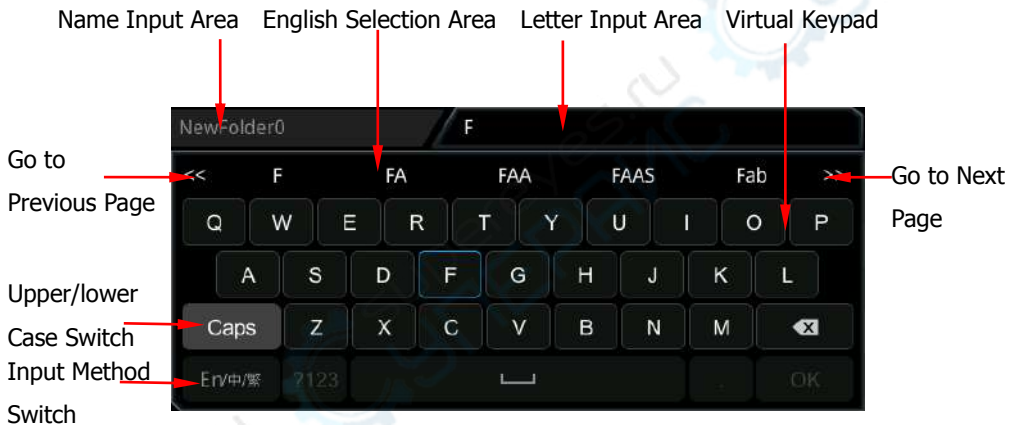 Name Input Area English Selection Area Letter Input Area Virtual Keypad
NewFolder0 F
Go to
Previous Page
<< F FA FAA FAAS Fab >>
Go to Next
Page
Q W E R T Y U I O P
A S D F G H J K L
Upper/lower
Case Switch
Caps Z X C V B N M
Input Method
Switch
En/中/繁 ?123 . OK